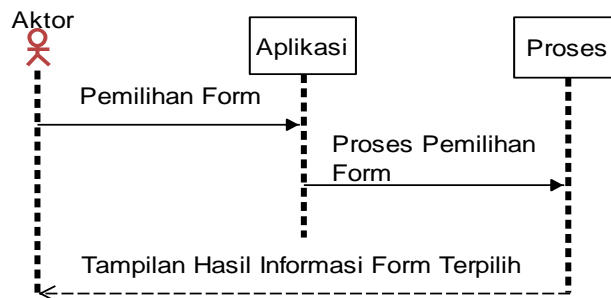 Aktor
Aplikasi
Proses
Pemilihan Form
Proses Pemilihan
Form
Tampilan Hasil Informasi Form Terpilih